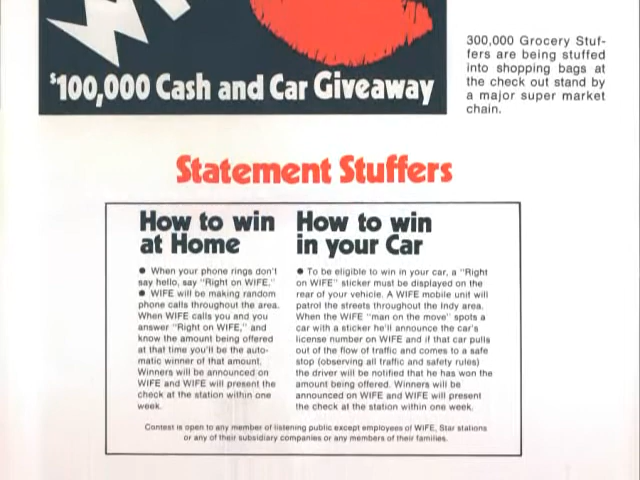 $100,000 Cash and Car Giveaway
300,000 Grocery Stuf-
fers are being stuffed
into shopping bags at
the check out stand by
a major super market
chain.
Statement Stuffers
How to win
at Home
● When your phone rings don't
say hello, say "Right on WIFE."
● WIFE will be making random
phone calls throughout the area.
When WIFE calls you and you
answer "Right on WIFE," and
know the amount being offered
at that time you'll be the auto-
matic winner of that amount.
Winners will be announced on
WIFE and WIFE will present the
check at the station within one
week.
How to win
in your Car
● To be eligible to win in your car, a "Right
on WIFE" sticker must be displayed on the
rear of your vehicle. A WIFE mobile unit will
patrol the streets throughout the Indy area.
When the WIFE "man on the move" spots a
car with a sticker he'll announce the car's
license number on WIFE and if that car pulls
out of the flow of traffic and comes to a safe
stop (observing all traffic and safety rules)
the driver will be notified that he has won the
amount being offered. Winners will be
announced on WIFE and WIFE will present
the check at the station within one week.
Contest is open to any member of listening public except employees of WIFE, Star stations
or any of their subsidiary companies or any members of their families.